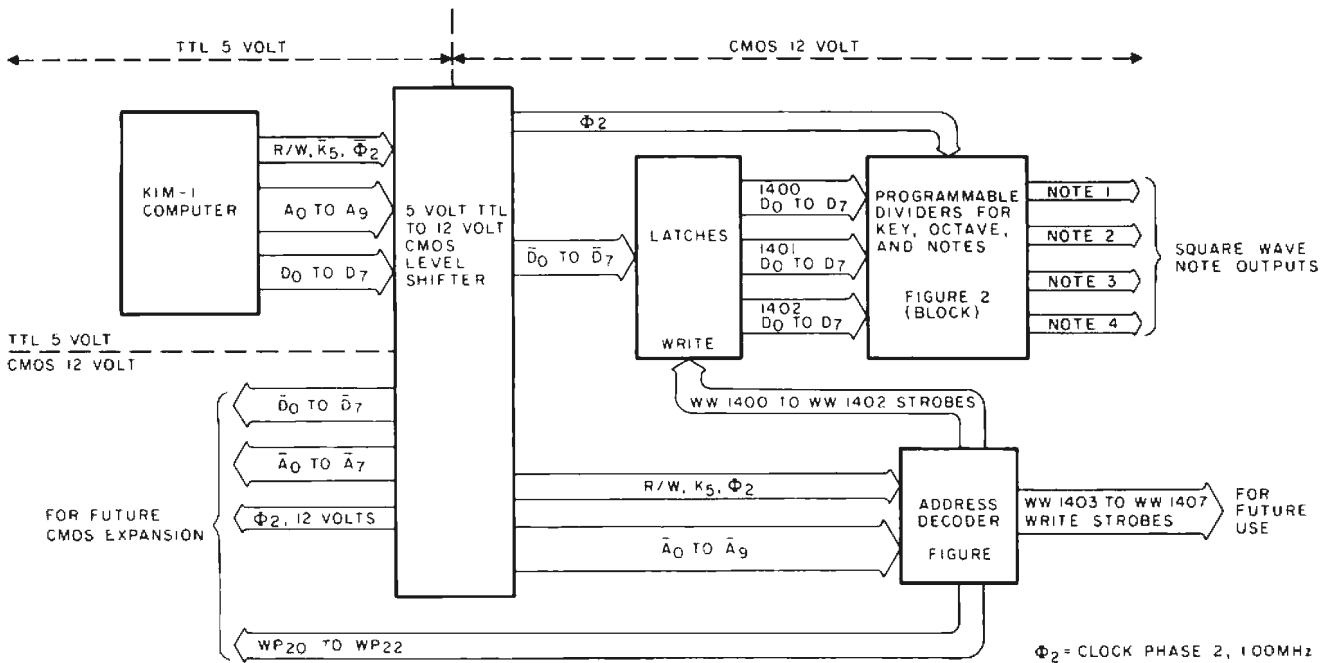 TTL 5 VOLT
CMOS 12 VOLT
KIM-1
COMPUTER
R/W, K̄5, Φ̄2
A0 TO A9
D0 TO D7
5 VOLT TTL
TO 12 VOLT
CMOS
LEVEL
SHIFTER
Φ2
D̄0 TO D̄7
LATCHES
WRITE
1400
D0 TO D7
1401
D0 TO D7
1402
D0 TO D7
PROGRAMMABLE
DIVIDERS FOR
KEY, OCTAVE,
AND NOTES
FIGURE 2
(BLOCK)
NOTE 1
NOTE 2
NOTE 3
NOTE 4
SQUARE WAVE
NOTE OUTPUTS
TTL 5 VOLT
CMOS 12 VOLT
D̄0 TO D̄7
Ā0 TO Ā7
Φ2, 12 VOLTS
FOR FUTURE
CMOS EXPANSION
WW 1400 TO WW 1402 STROBES
R/W, K5, Φ2
Ā0 TO Ā9
ADDRESS
DECODER
FIGURE
WW 1403 TO WW 1407
WRITE STROBES
FOR
FUTURE
USE
WP20 TO WP22
Φ2 = CLOCK PHASE 2, 1.00MHz